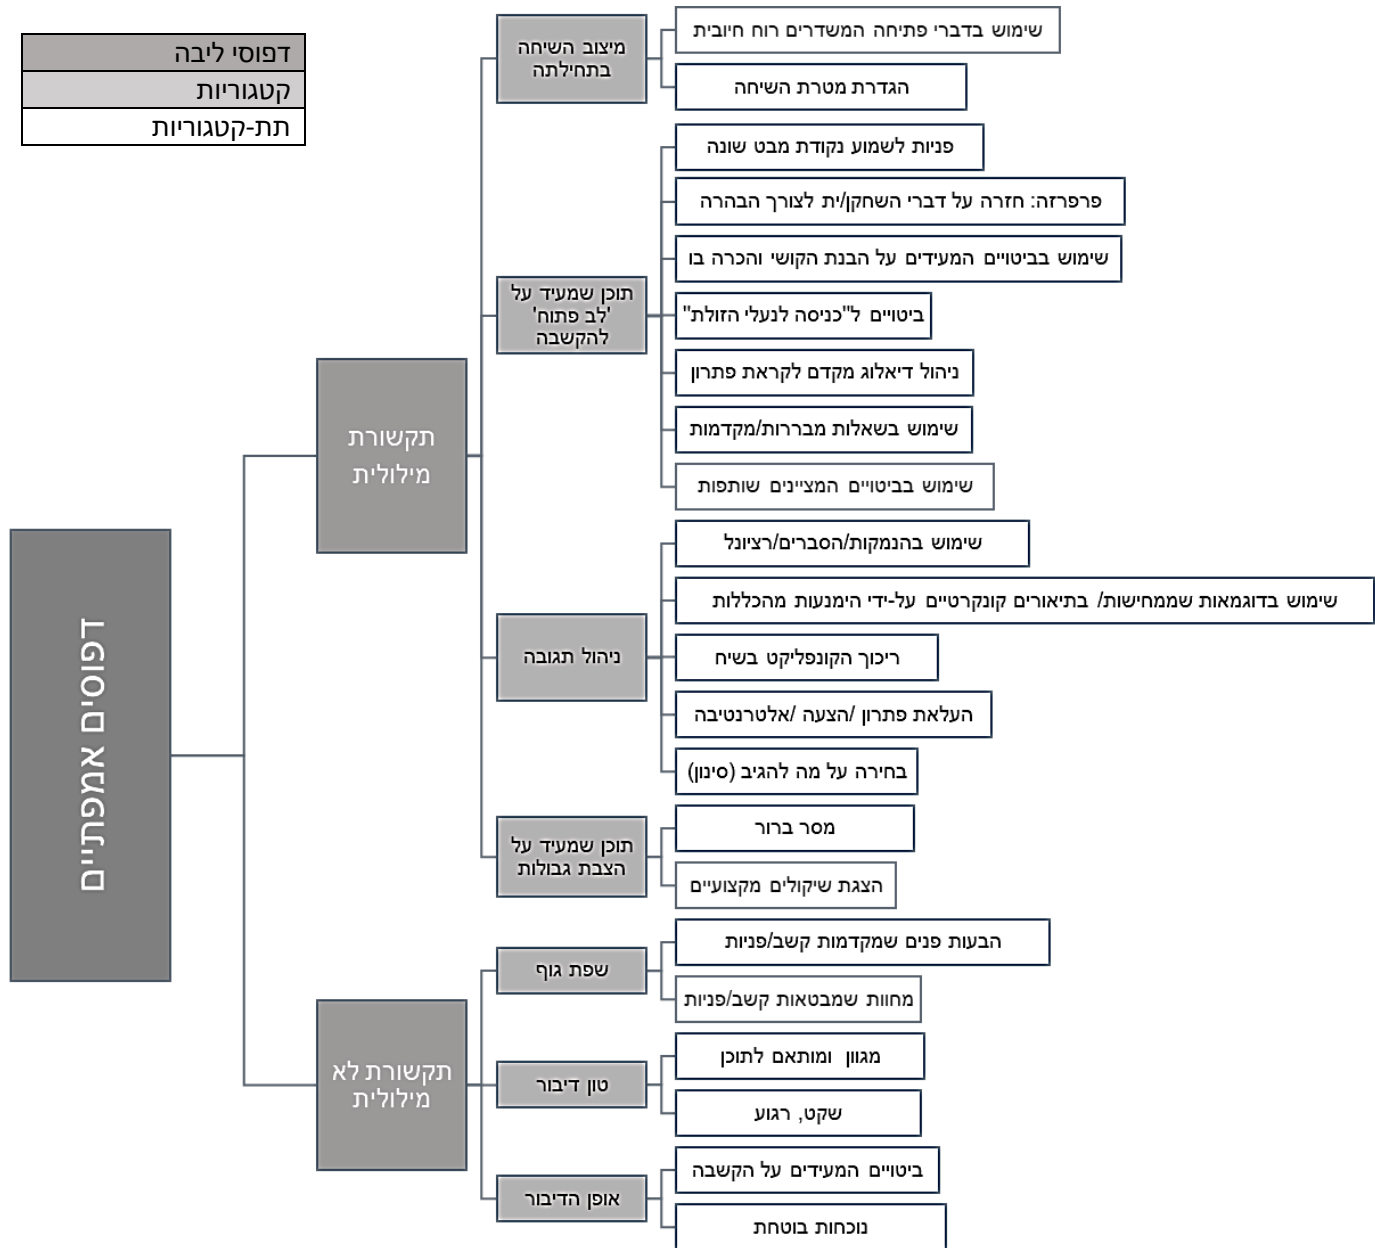 דפוסי ליבה
קטגוריות
תת-קטגוריות
דפוסים אמפתיים
תקשורת
מילולית
מיצוב השיחה
בתחילתה
שימוש בדברי פתיחה המשדרים רוח חיובית
הגדרת מטרת השיחה
תוכן שמעיד על
'לב פתוח'
להקשבה
פניות לשמוע נקודת מבט שונה
פרפרזה: חזרה על דברי השחקן/ית לצורך הבהרה
שימוש בביטויים המעידים על הבנת הקושי והכרה בו
ביטויים ל"כניסה לנעלי הזולת"
ניהול דיאלוג מקדם לקראת פתרון
שימוש בשאלות מבררות/מקדמות
שימוש בביטויים המציינים שותפות
ניהול תגובה
שימוש בהנמקות/הסברים/רציונל
שימוש בדוגמאות שממחישות/ בתיאורים קונקרטיים על-ידי הימנעות מהכללות
ריכוך הקונפליקט בשיח
העלאת פתרון /הצעה /אלטרנטיבה
בחירה על מה להגיב (סינון)
תוכן שמעיד על
הצבת גבולות
מסר ברור
הצגת שיקולים מקצועיים
תקשורת לא
מילולית
שפת גוף
הבעות פנים שמקדמות קשב/פניות
מחוות שמבטאות קשב/פניות
טון דיבור
מגוון ומותאם לתוכן
שקט, רגוע
אופן הדיבור
ביטויים המעידים על הקשבה
נוכחות בוטחת